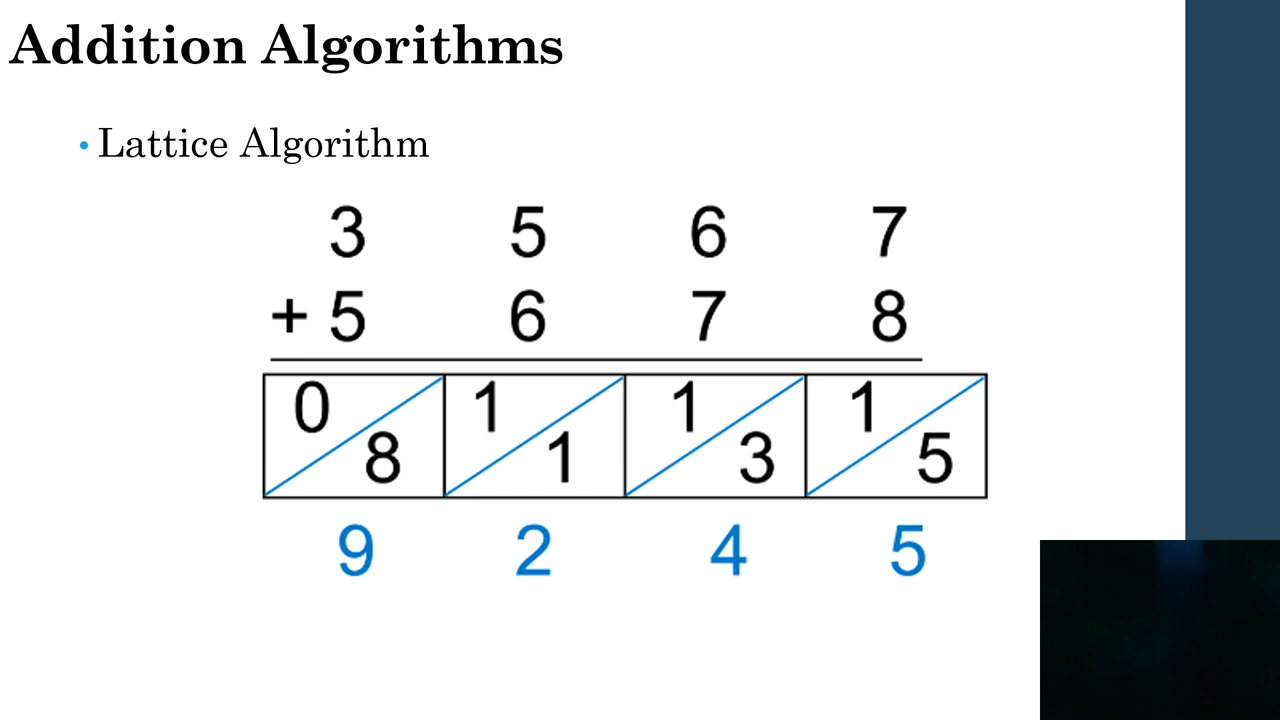 Addition Algorithms
• Lattice Algorithm
3 5 6 7
+ 5 6 7 8
0 8 1 1 1 3 1 5
9 2 4 5